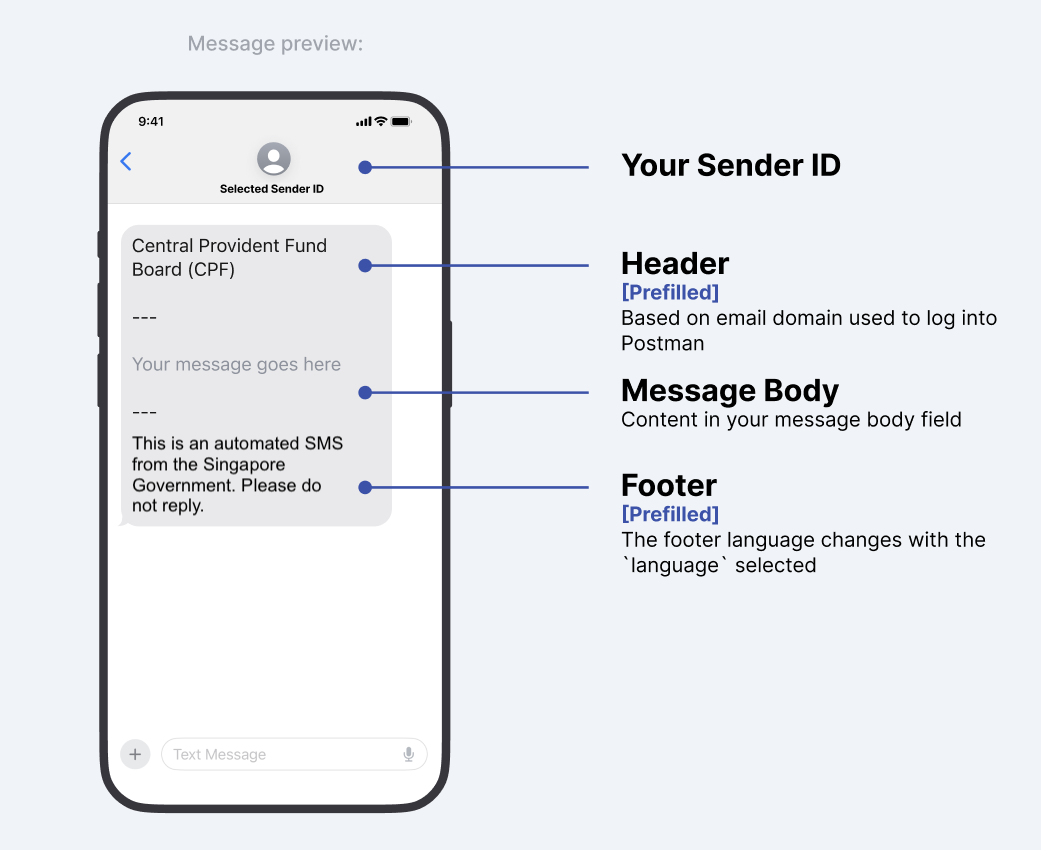 Message preview:
9:41
Selected Sender ID
Your Sender ID
Central Provident Fund
Board (CPF)
---
Your message goes here
---
This is an automated SMS
from the Singapore
Government. Please do
not reply.
Header
[Prefilled]
Based on email domain used to log into
Postman
Message Body
Content in your message body field
Footer
[Prefilled]
The footer language changes with the
`language` selected
Text Message